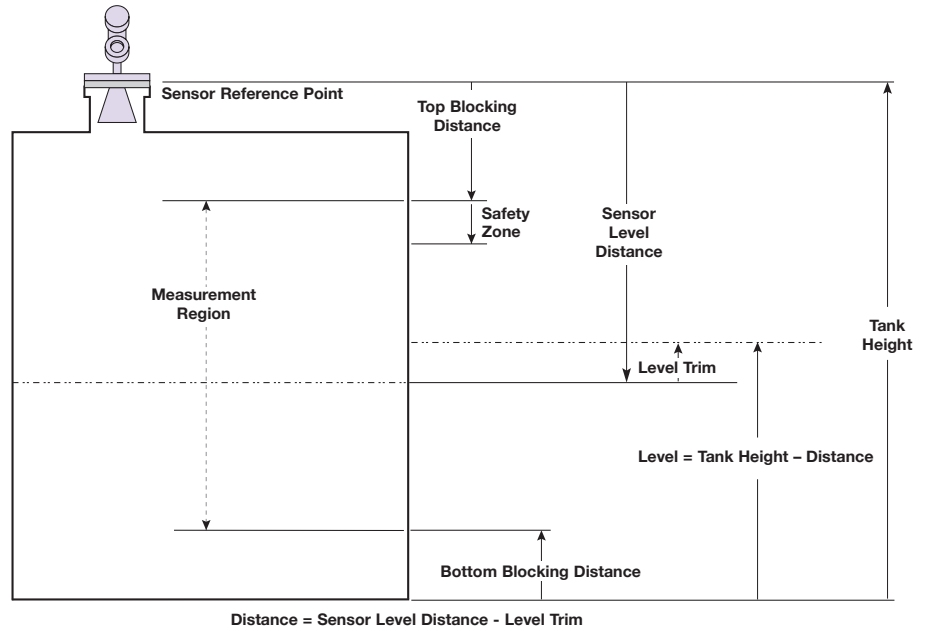 Sensor Reference Point
Top Blocking
Distance
Safety
Zone
Sensor
Level
Distance
Measurement
Region
Tank
Height
Level Trim
Level = Tank Height – Distance
Bottom Blocking Distance
Distance = Sensor Level Distance - Level Trim